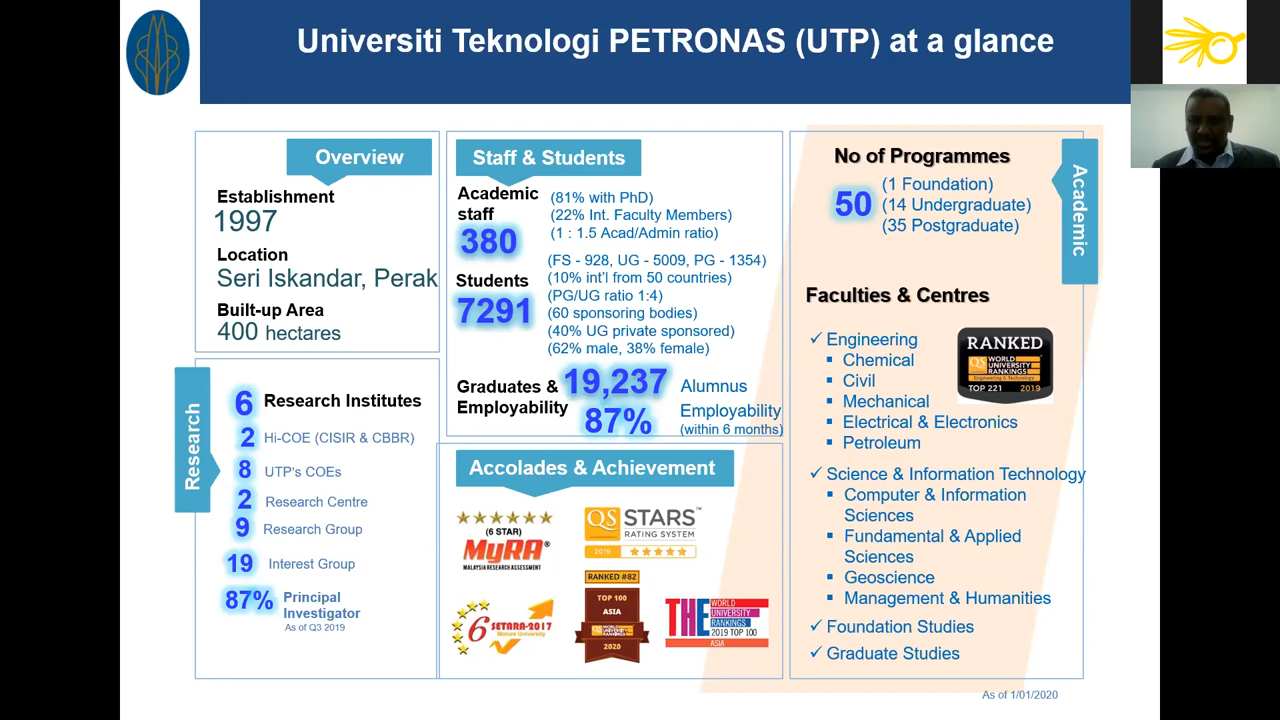 Universiti Teknologi PETRONAS (UTP) at a glance
Overview
Establishment
1997
Location
Seri Iskandar, Perak
Built-up Area
400 hectares
Research
6 Research Institutes
2 Hi-COE (CISIR & CBBR)
8 UTP's COEs
2 Research Centre
9 Research Group
19 Interest Group
87% Principal
Investigator
As of Q3 2019
Staff & Students
Academic
staff
380
(81% with PhD)
(22% Int. Faculty Members)
(1 : 1.5 Acad/Admin ratio)
Students
7291
(FS - 928, UG - 5009, PG - 1354)
(10% int'l from 50 countries)
(PG/UG ratio 1:4)
(60 sponsoring bodies)
(40% UG private sponsored)
(62% male, 38% female)
Graduates &
Employability
19,237 Alumnus
87% Employability
(within 6 months)
Accolades & Achievement
(6 STAR)
MyRA®
MALAYSIA RESEARCH ASSESSMENT
QS STARS™
RATING SYSTEM
2019
6 SETARA-2017
Mature University
RANKED #82
TOP 100
ASIA
QS WORLD UNIVERSITY RANKINGS
2020
THE WORLD
UNIVERSITY
RANKINGS
2019 TOP 100
ASIA
Academic
No of Programmes
50
(1 Foundation)
(14 Undergraduate)
(35 Postgraduate)
Faculties & Centres
✓ Engineering
▪ Chemical
▪ Civil
▪ Mechanical
▪ Electrical & Electronics
▪ Petroleum
RANKED
QS WORLD
UNIVERSITY
RANKINGS
Engineering & Technology
TOP 221 2019
✓ Science & Information Technology
▪ Computer & Information
Sciences
▪ Fundamental & Applied
Sciences
▪ Geoscience
▪ Management & Humanities
✓ Foundation Studies
✓ Graduate Studies
As of 1/01/2020